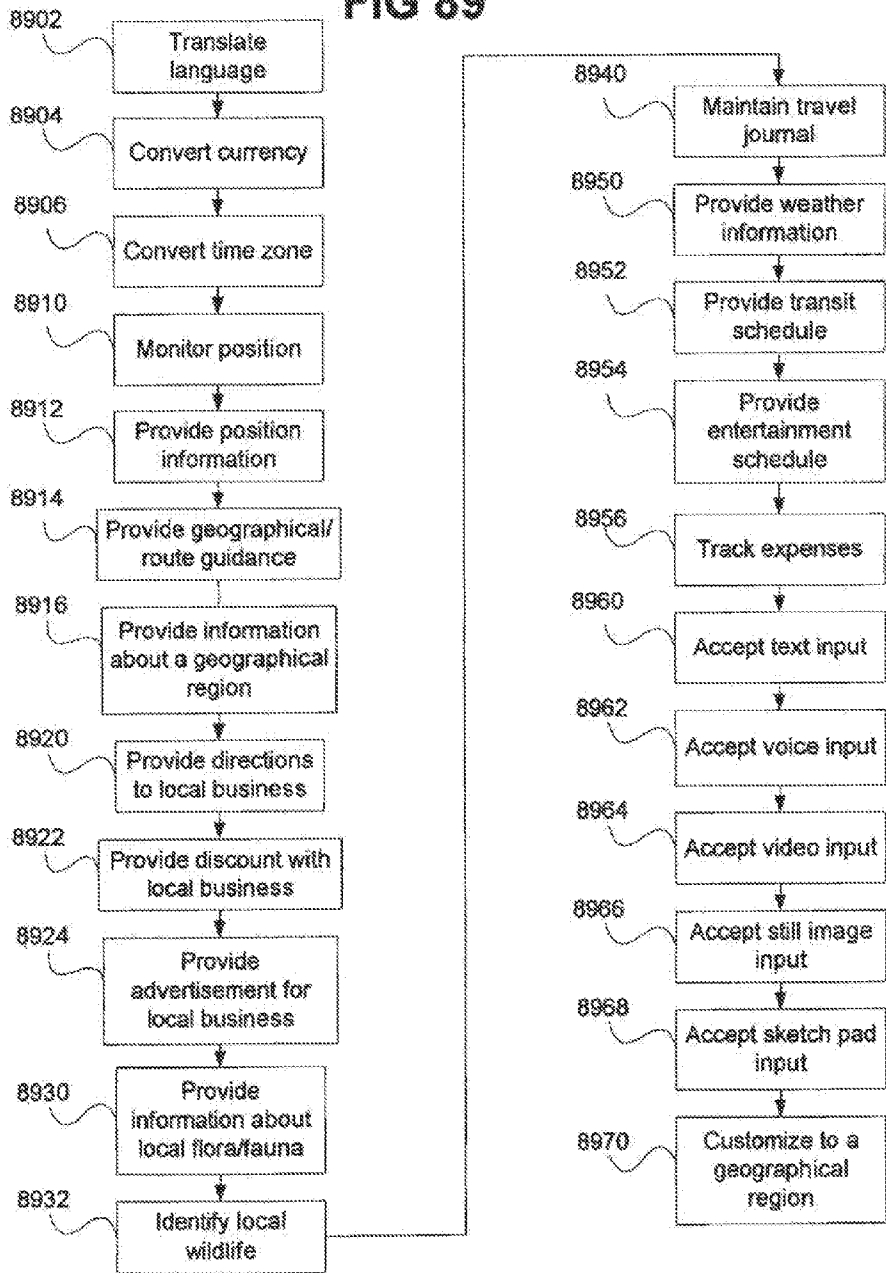 FIG 89
8902
Translate
language
8904
Convert currency
8906
Convert time zone
8910
Monitor position
8912
Provide position
information
8914
Provide geographical/
route guidance
8916
Provide information
about a geographical
region
8920
Provide directions
to local business
8922
Provide discount with
local business
8924
Provide
advertisement for
local business
8930
Provide
information about
local flora/fauna
8932
Identify local
wildlife
8940
Maintain travel
journal
8950
Provide weather
information
8952
Provide transit
schedule
8954
Provide
entertainment
schedule
8956
Track expenses
8960
Accept text input
8962
Accept voice input
8964
Accept video input
8966
Accept still image
input
8968
Accept sketch pad
input
8970
Customize to a
geographical
region